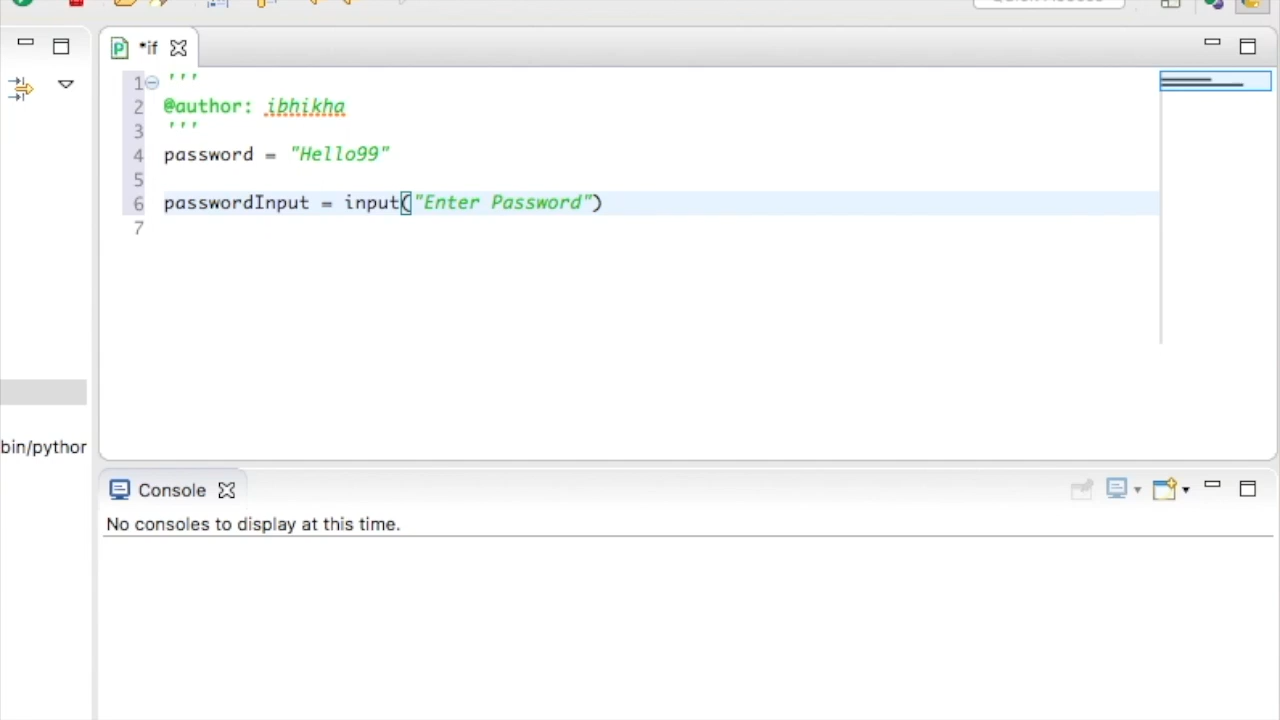 *if
1 '''
2 @author: ibhikha
3 '''
4 password = "Hello99"
5
6 passwordInput = input("Enter Password")
7
bin/pythor
Console
No consoles to display at this time.